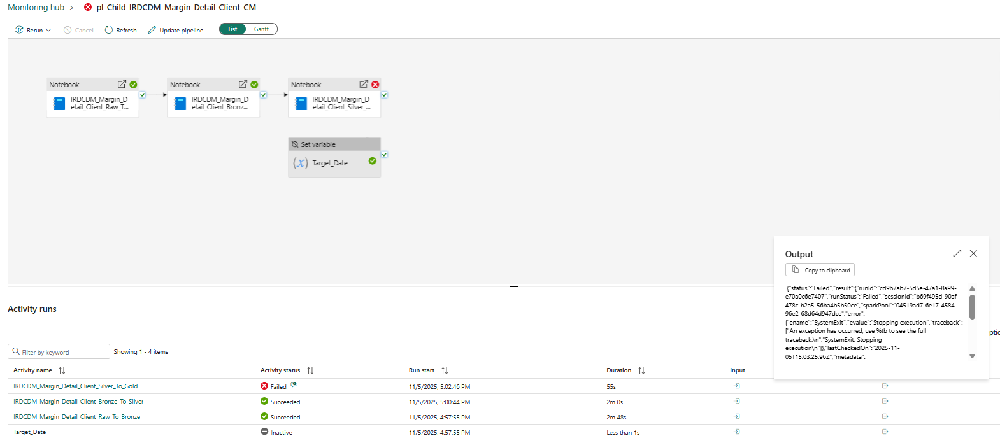 Monitoring hub > pl_Child_IRDCDM_Margin_Detail_Client_CM
Rerun Cancel Refresh Update pipeline List Gantt
Notebook
IRDCDM_Margin_D
etail Client Raw T...
Notebook
IRDCDM_Margin_D
etail Client Bronz...
Notebook
IRDCDM_Margin_D
etail Client Silver ...
Set variable
(x) Target_Date
Output
Copy to clipboard
{"status":"Failed","result":{"runId":"cd9b7ab7-5d5e-47a1-8a99-
e70a0c6e7407","runStatus":"Failed","sessionId":"b69f495d-90af-
478c-b2a5-56ba4b5b50ce","sparkPool":"04519ad7-6e17-4584-
96e2-68d64d947dce","error":
{"ename":"SystemExit","evalue":"Stopping execution","traceback":
["An exception has occurred, use %tb to see the full
traceback.\n","SystemExit: Stopping
execution\n"]},"lastCheckedOn":"2025-11-
05T15:03:25.96Z","metadata":
Activity runs
Filter by keyword Showing 1 - 4 items
Activity name Activity status Run start Duration Input
IRDCDM_Margin_Detail_Client_Silver_To_Gold Failed 11/5/2025, 5:02:46 PM 55s
IRDCDM_Margin_Detail_Client_Bronze_To_Silver Succeeded 11/5/2025, 5:00:44 PM 2m 0s
IRDCDM_Margin_Detail_Client_Raw_To_Bronze Succeeded 11/5/2025, 4:57:55 PM 2m 48s
Target_Date Inactive 11/5/2025, 4:57:55 PM Less than 1s